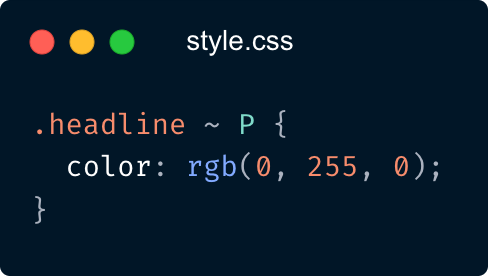 style.css
.headline ~ P {
  color: rgb(0, 255, 0);
}